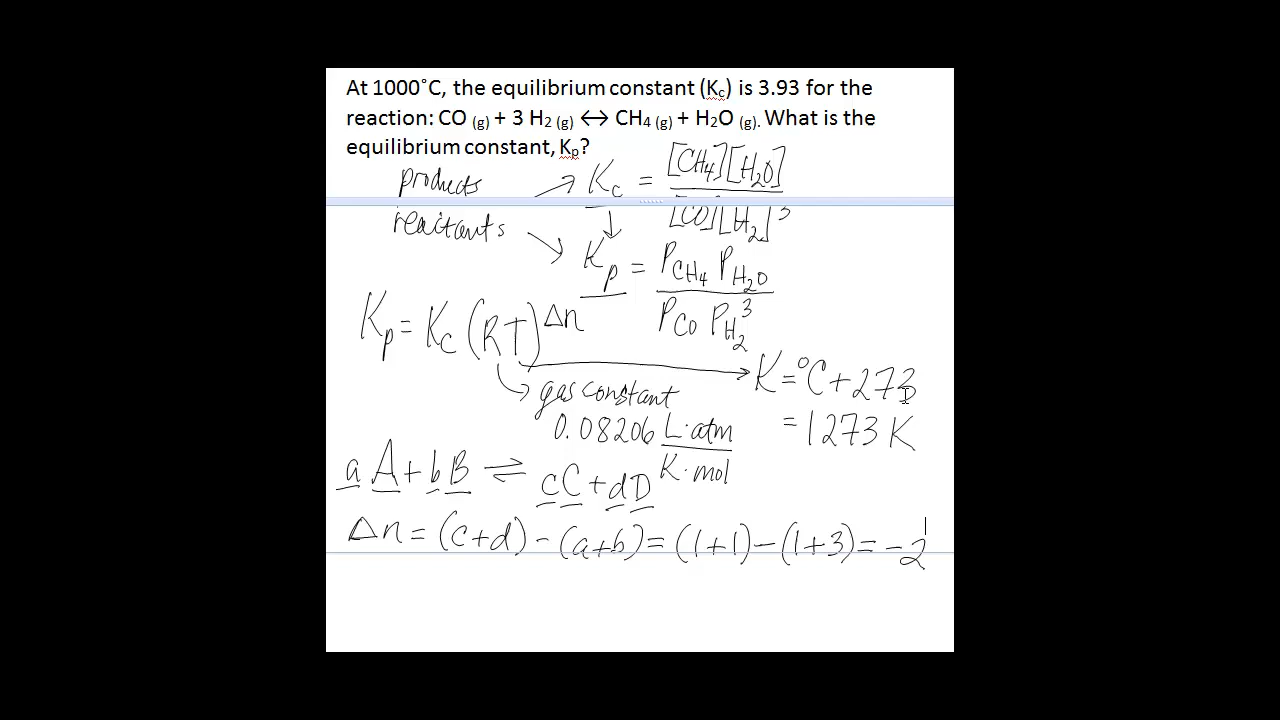 At 1000˚C, the equilibrium constant (Kc) is 3.93 for the
reaction: CO (g) + 3 H2 (g) ↔ CH4 (g) + H2O (g). What is the
equilibrium constant, Kp?
products → Kc = [CH4][H2O]
reactants [CO][H2]^3
Kp = PCH4 PH2O
PCO PH2^3
Kp = Kc (RT)^Δn
K = °C + 273
gas constant
= 1273 K
0.08206 L·atm
K·mol
aA + bB ⇌ cC + dD
Δn = (c+d) - (a+b) = (1+1) - (1+3) = -2